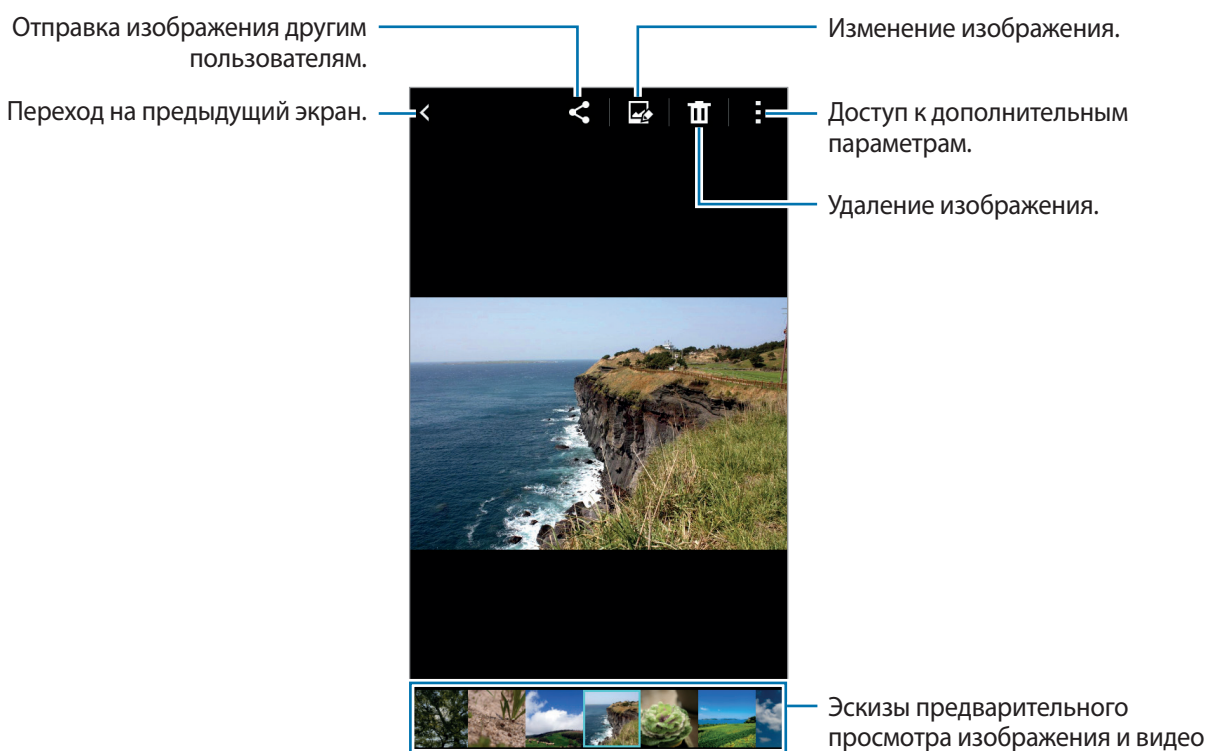 Отправка изображения другим
пользователям.
Изменение изображения.
Переход на предыдущий экран.
Доступ к дополнительным
параметрам.
Удаление изображения.
Эскизы предварительного
просмотра изображения и видео